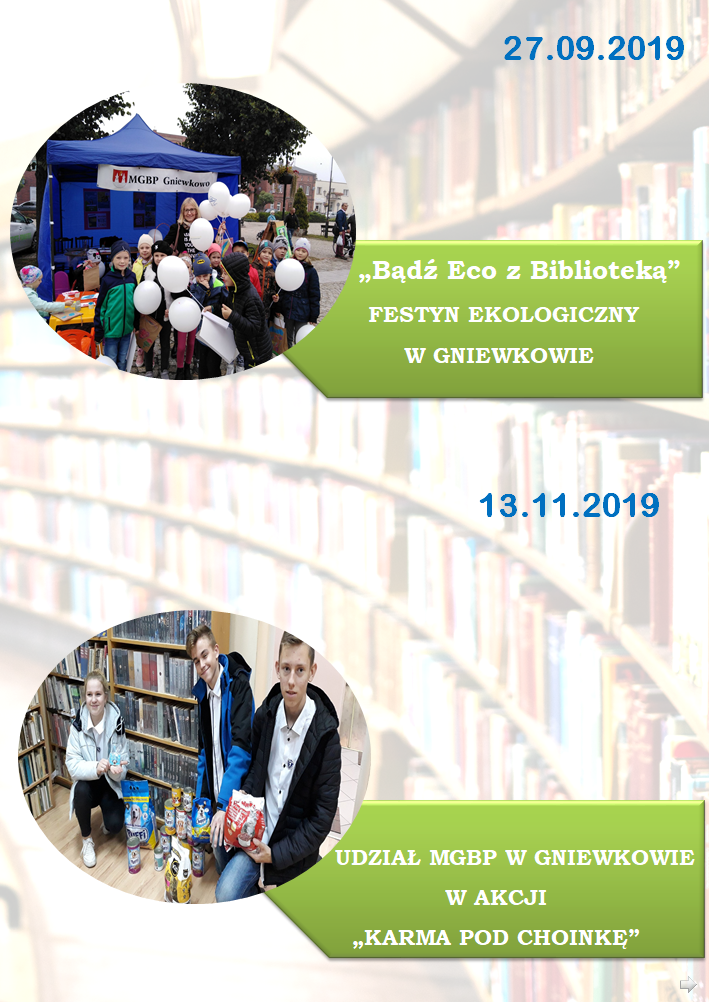 27.09.2019
MGBP Gniewkowo
„Bądź Eco z Biblioteką”
FESTYN EKOLOGICZNY
W GNIEWKOWIE
13.11.2019
UDZIAŁ MGBP W GNIEWKOWIE
W AKCJI
„KARMA POD CHOINKĘ”